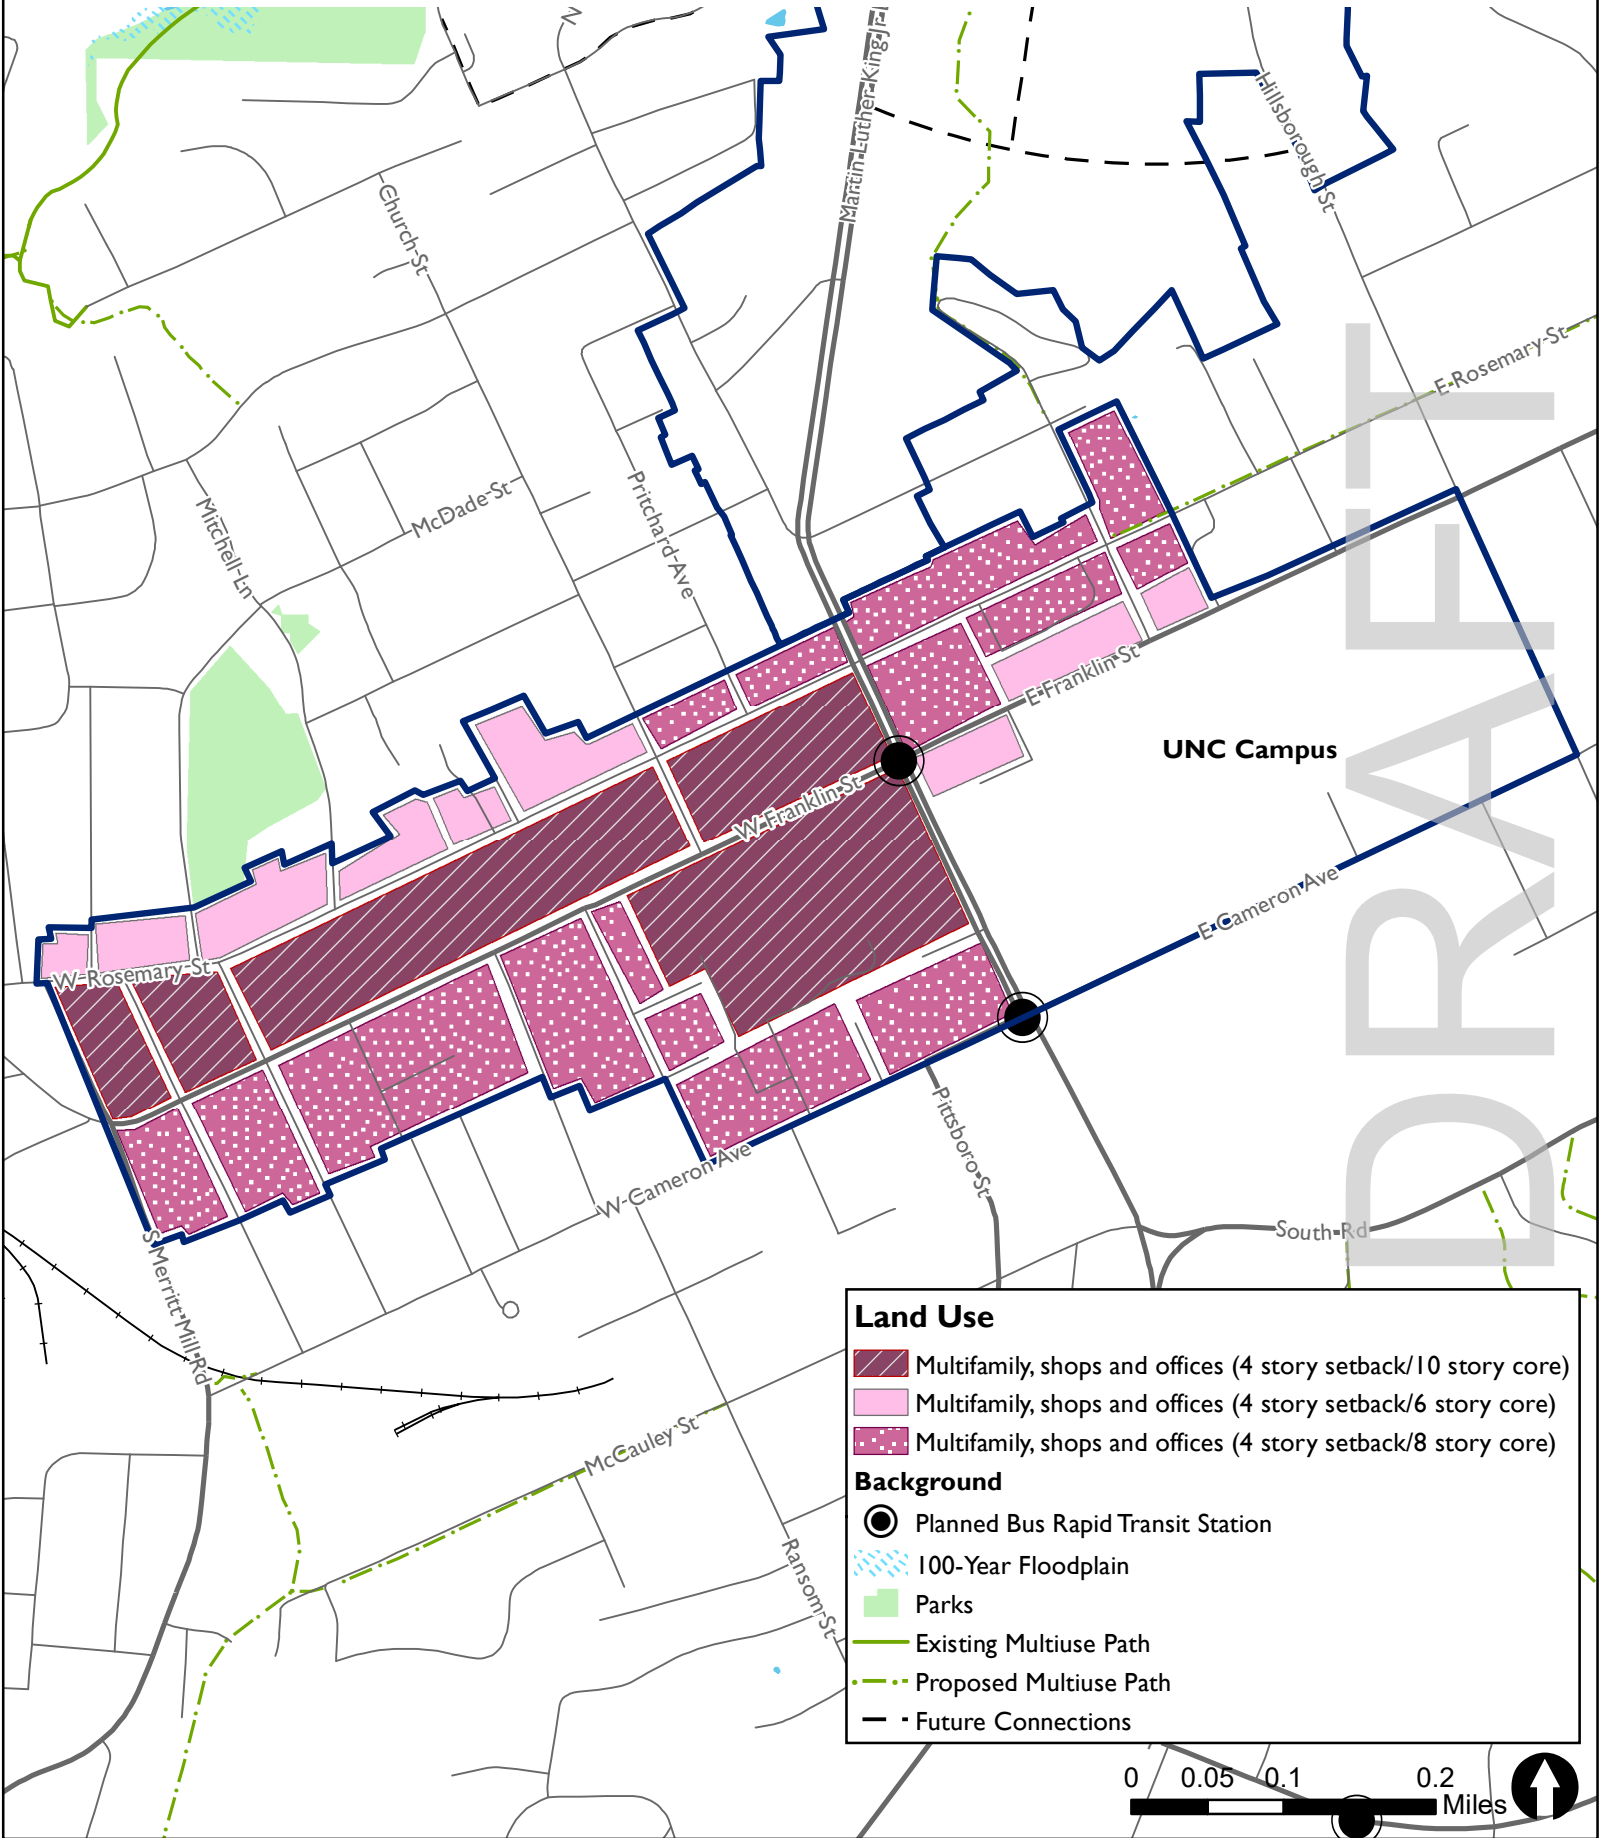 N
Martin Luther King Jr
Hillsborough St
Church St
E Rosemary St
McDade St
Pritchard Ave
Mitchell Ln
E Franklin St
UNC Campus
W Franklin St
E Cameron Ave
W Rosemary St
Pittsboro St
W Cameron Ave
S Merritt Mill Rd
South Rd
McCauley St
Ransom St
DRAFT
Land Use
Multifamily, shops and offices (4 story setback/10 story core)
Multifamily, shops and offices (4 story setback/6 story core)
Multifamily, shops and offices (4 story setback/8 story core)
Background
Planned Bus Rapid Transit Station
100-Year Floodplain
Parks
Existing Multiuse Path
Proposed Multiuse Path
Future Connections
0 0.05 0.1 0.2
Miles